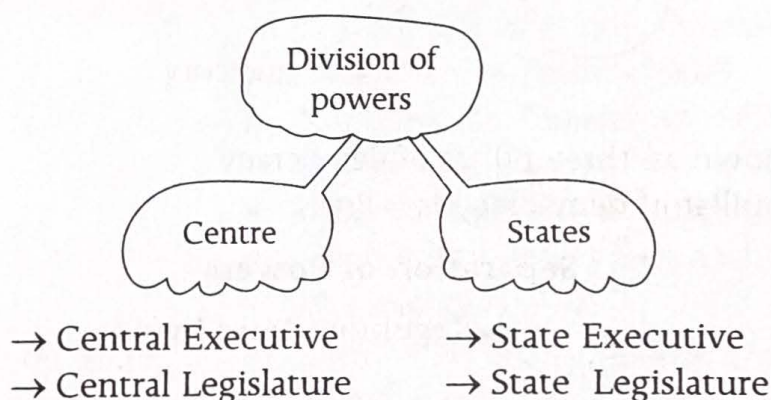 Division of
powers
Centre
States
→ Central Executive
→ Central Legislature
→ State Executive
→ State Legislature